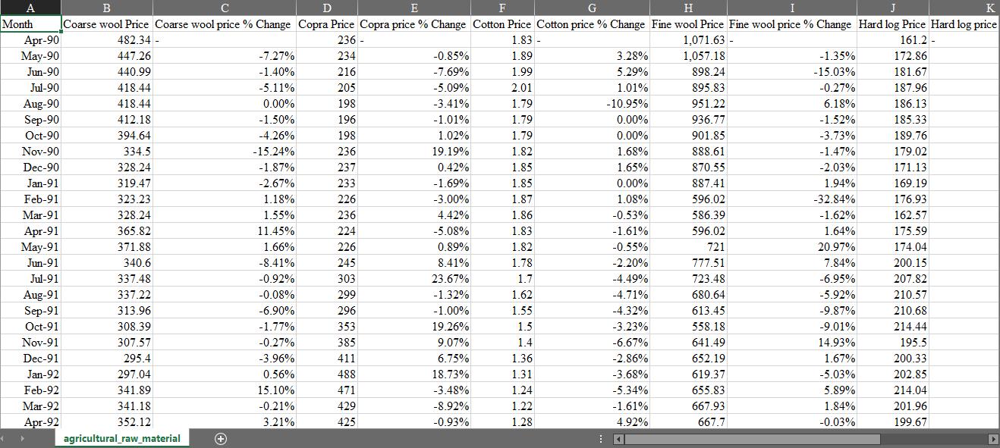 A B C D E F G H I J K
Month Coarse wool Price Coarse wool price % Change Copra Price Copra price % Change Cotton Price Cotton price % Change Fine wool Price Fine wool price % Change Hard log Price Hard log price
Apr-90 482.34 - 236 - 1.83 - 1,071.63 - 161.2 -
May-90 447.26 -7.27% 234 -0.85% 1.89 3.28% 1,057.18 -1.35% 172.86
Jun-90 440.99 -1.40% 216 -7.69% 1.99 5.29% 898.24 -15.03% 181.67
Jul-90 418.44 -5.11% 205 -5.09% 2.01 1.01% 895.83 -0.27% 187.96
Aug-90 418.44 0.00% 198 -3.41% 1.79 -10.95% 951.22 6.18% 186.13
Sep-90 412.18 -1.50% 196 -1.01% 1.79 0.00% 936.77 -1.52% 185.33
Oct-90 394.64 -4.26% 198 1.02% 1.79 0.00% 901.85 -3.73% 189.76
Nov-90 334.5 -15.24% 236 19.19% 1.82 1.68% 888.61 -1.47% 179.02
Dec-90 328.24 -1.87% 237 0.42% 1.85 1.65% 870.55 -2.03% 171.13
Jan-91 319.47 -2.67% 233 -1.69% 1.85 0.00% 887.41 1.94% 169.19
Feb-91 323.23 1.18% 226 -3.00% 1.87 1.08% 596.02 -32.84% 176.93
Mar-91 328.24 1.55% 236 4.42% 1.86 -0.53% 586.39 -1.62% 162.57
Apr-91 365.82 11.45% 224 -5.08% 1.83 -1.61% 596.02 1.64% 175.59
May-91 371.88 1.66% 226 0.89% 1.82 -0.55% 721 20.97% 174.04
Jun-91 340.6 -8.41% 245 8.41% 1.78 -2.20% 777.51 7.84% 200.15
Jul-91 337.48 -0.92% 303 23.67% 1.7 -4.49% 723.48 -6.95% 207.82
Aug-91 337.22 -0.08% 299 -1.32% 1.62 -4.71% 680.64 -5.92% 210.57
Sep-91 313.96 -6.90% 296 -1.00% 1.55 -4.32% 613.45 -9.87% 210.68
Oct-91 308.39 -1.77% 353 19.26% 1.5 -3.23% 558.18 -9.01% 214.44
Nov-91 307.57 -0.27% 385 9.07% 1.4 -6.67% 641.49 14.93% 195.5
Dec-91 295.4 -3.96% 411 6.75% 1.36 -2.86% 652.19 1.67% 200.33
Jan-92 297.04 0.56% 488 18.73% 1.31 -3.68% 619.37 -5.03% 202.85
Feb-92 341.89 15.10% 471 -3.48% 1.24 -5.34% 655.83 5.89% 214.04
Mar-92 341.18 -0.21% 429 -8.92% 1.22 -1.61% 667.93 1.84% 201.96
Apr-92 352.12 3.21% 425 -0.93% 1.28 4.92% 667.7 -0.03% 199.67
agricultural_raw_material